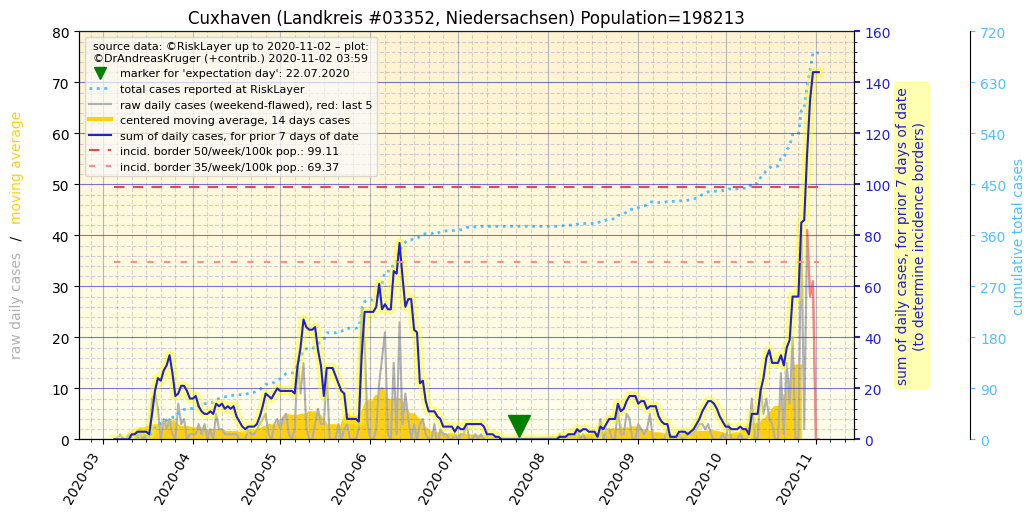 Cuxhaven (Landkreis #03352, Niedersachsen) Population=198213
source data: ©RiskLayer up to 2020-11-02 – plot:
©DrAndreasKruger (+contrib.) 2020-11-02 03:59
marker for 'expectation day': 22.07.2020
total cases reported at RiskLayer
raw daily cases (weekend-flawed), red: last 5
centered moving average, 14 days cases
sum of daily cases, for prior 7 days of date
incid. border 50/week/100k pop.: 99.11
incid. border 35/week/100k pop.: 69.37
raw daily cases / moving average
80
70
60
50
40
30
20
10
0
2020-03
2020-04
2020-05
2020-06
2020-07
2020-08
2020-09
2020-10
2020-11
160
140
120
100
80
60
40
20
0
sum of daily cases, for prior 7 days of date
(to determine incidence borders)
720
630
540
450
360
270
180
90
0
cumulative total cases